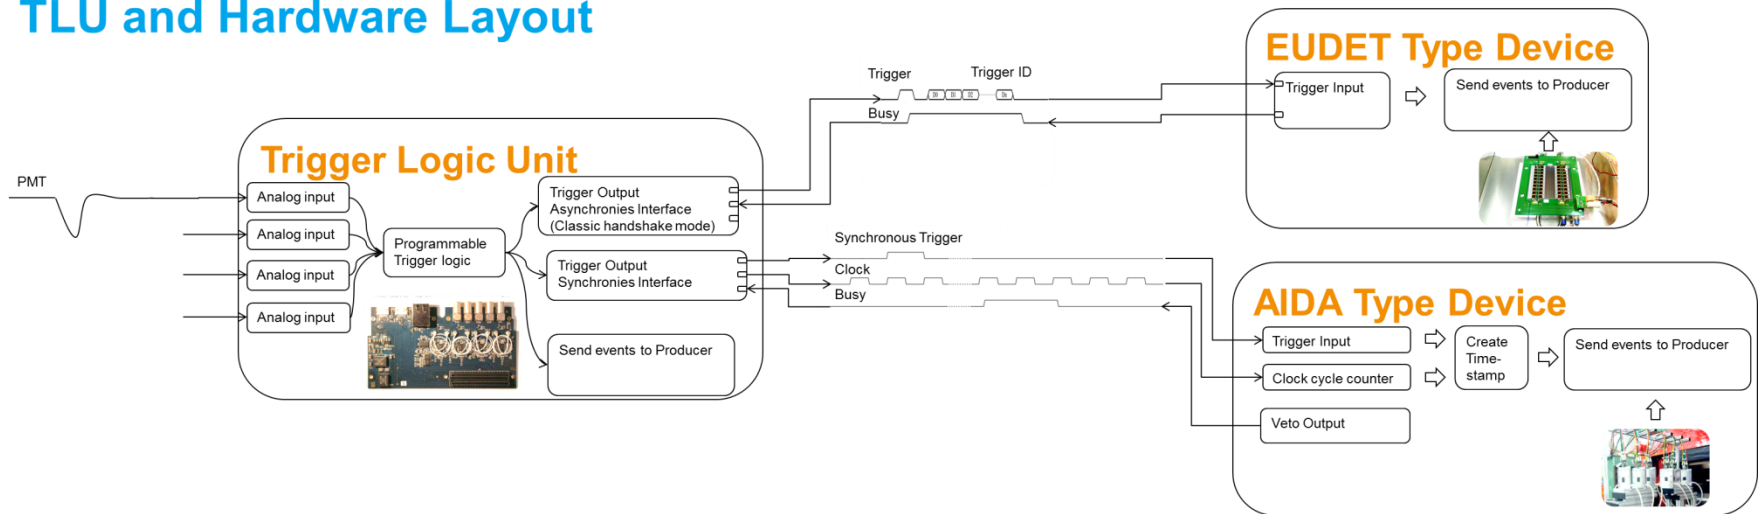 TLU and Hardware Layout
EUDET Type Device
Trigger Input
Send events to Producer
Trigger
Trigger ID
D0 D1 D2
Busy
Trigger Logic Unit
PMT
Analog input
Analog input
Analog input
Analog input
Programmable
Trigger logic
Trigger Output
Asynchronies Interface
(Classic handshake mode)
Trigger Output
Synchronies Interface
Send events to Producer
Synchronous Trigger
Clock
Busy
AIDA Type Device
Trigger Input
Clock cycle counter
Veto Output
Create
Time-
stamp
Send events to Producer